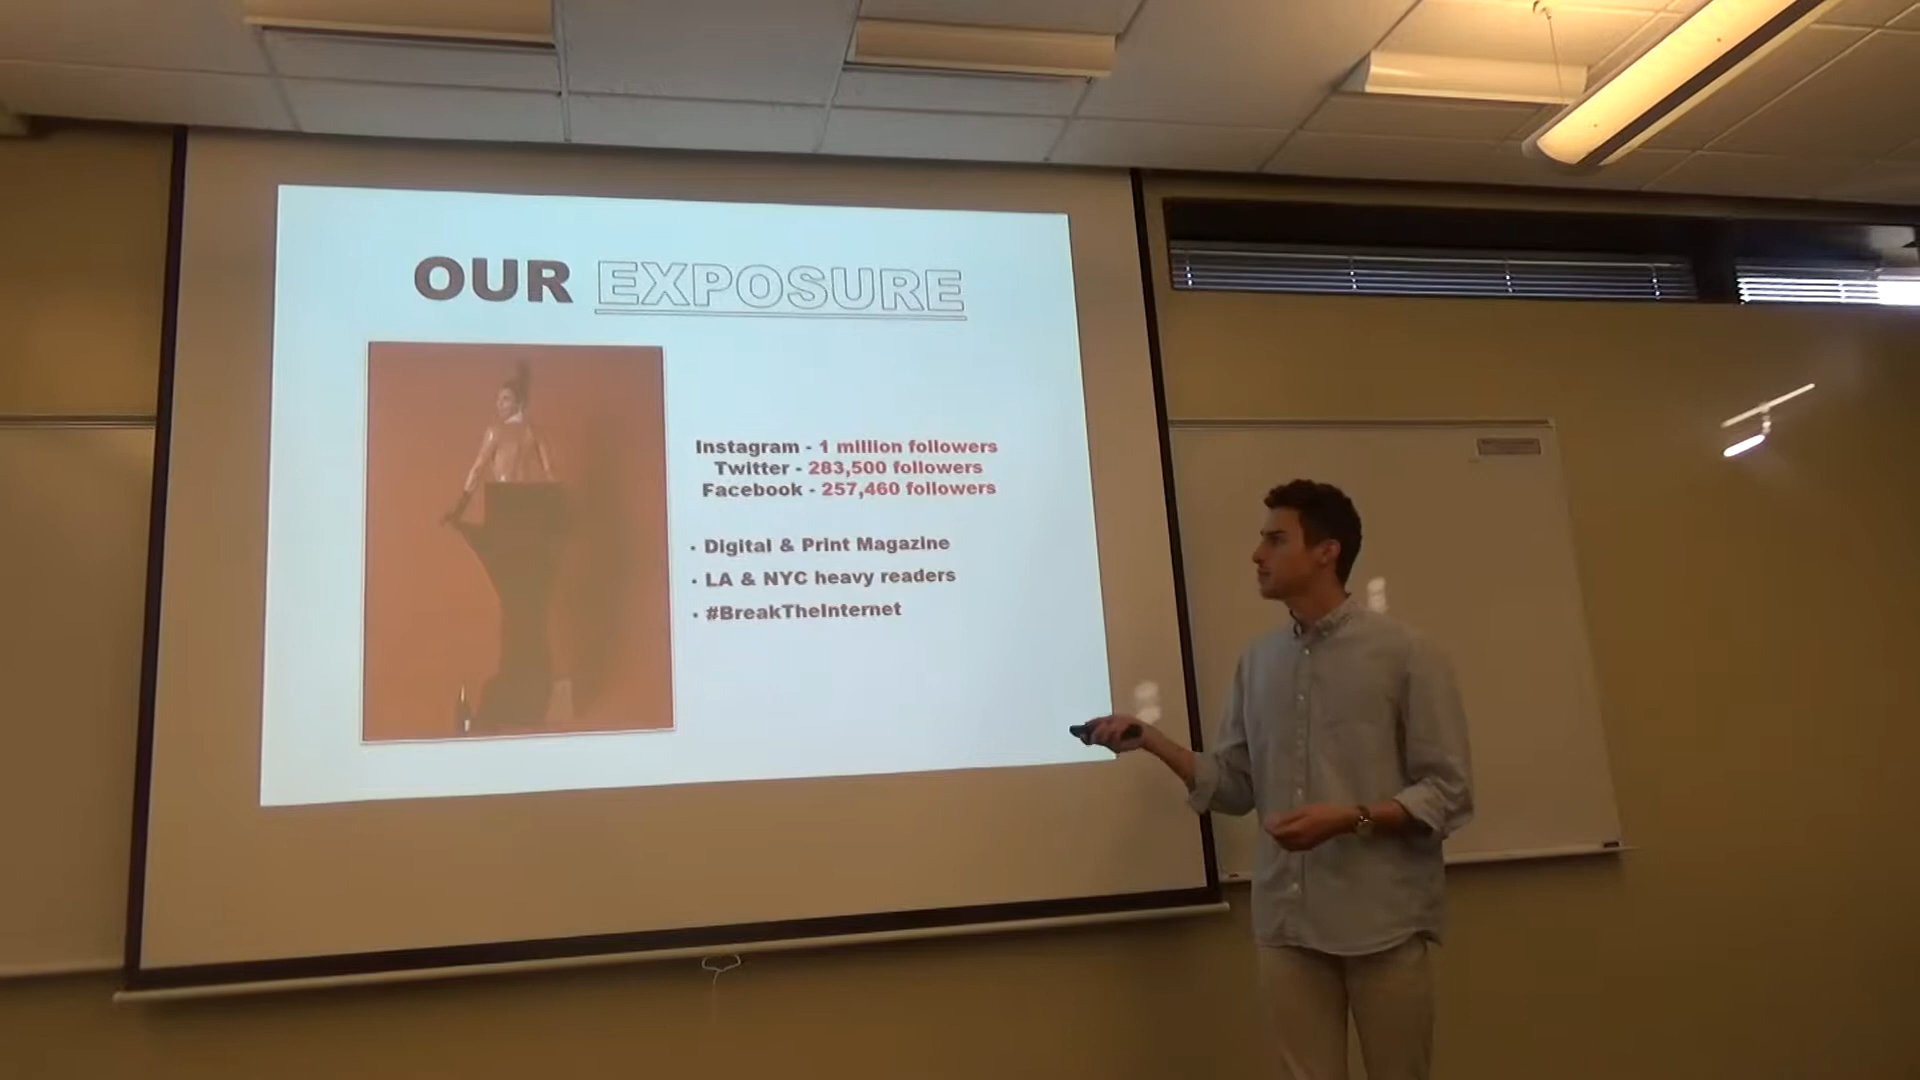 OUR EXPOSURE
Instagram - 1 million followers
Twitter - 283,500 followers
Facebook - 257,460 followers
• Digital & Print Magazine
• LA & NYC heavy readers
• #BreakTheInternet